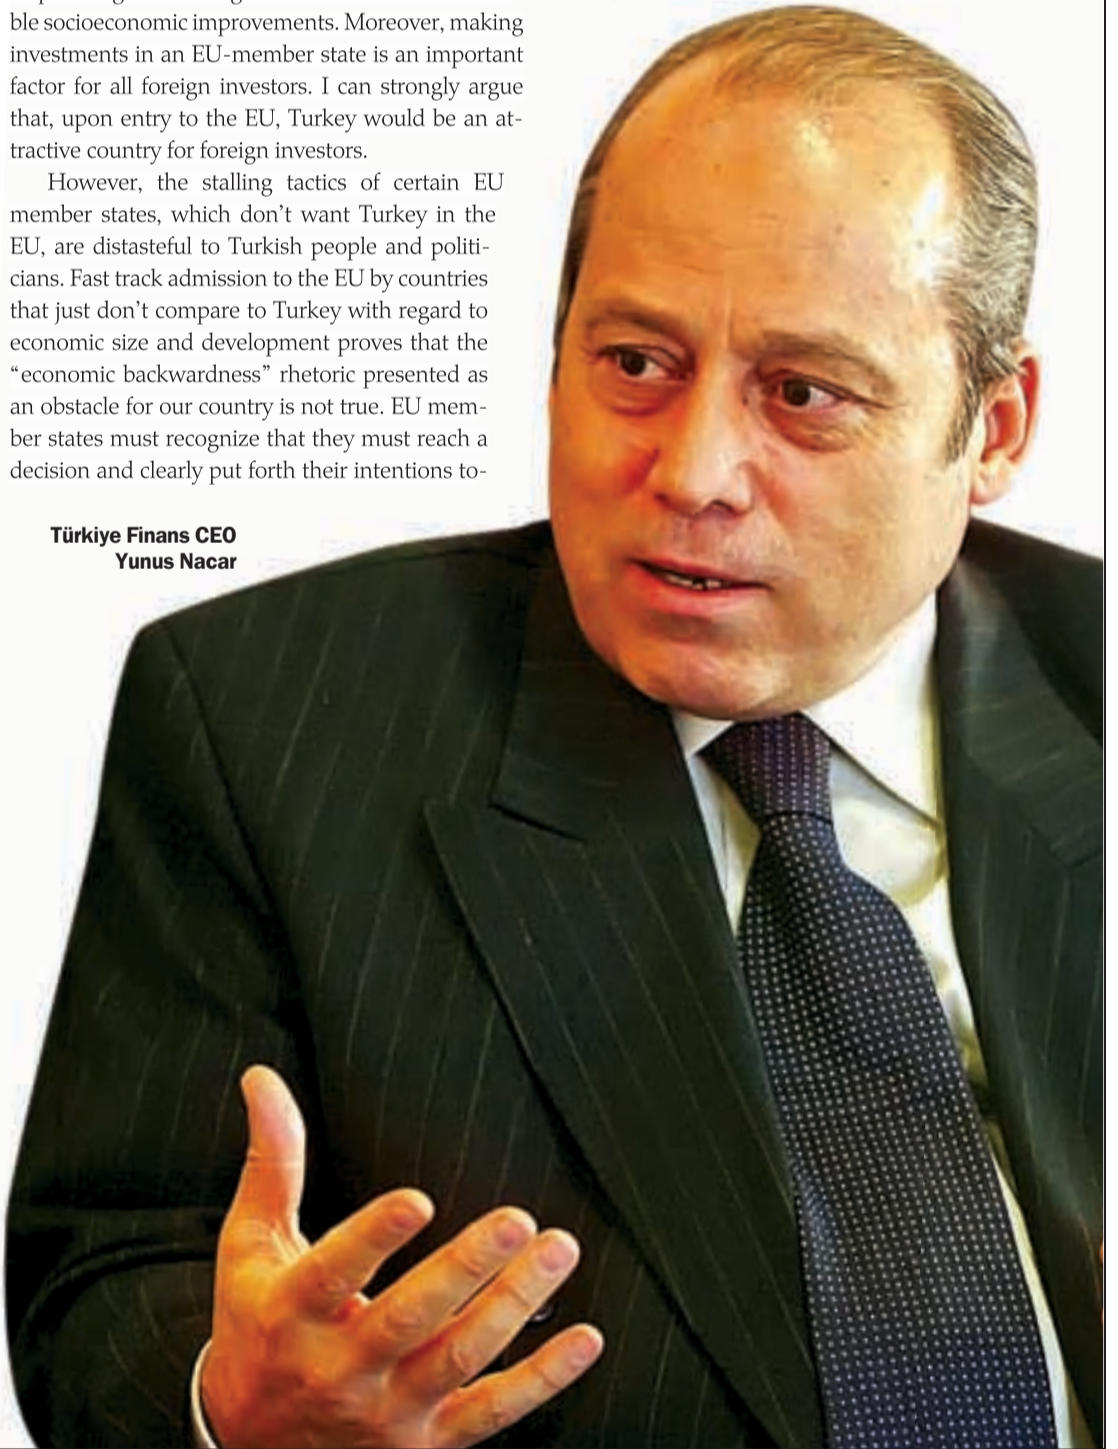 ble socioeconomic improvements. Moreover, making
investments in an EU-member state is an important
factor for all foreign investors. I can strongly argue
that, upon entry to the EU, Turkey would be an at-
tractive country for foreign investors.
However, the stalling tactics of certain EU
member states, which don’t want Turkey in the
EU, are distasteful to Turkish people and politi-
cians. Fast track admission to the EU by countries
that just don’t compare to Turkey with regard to
economic size and development proves that the
“economic backwardness” rhetoric presented as
an obstacle for our country is not true. EU mem-
ber states must recognize that they must reach a
decision and clearly put forth their intentions to-
Türkiye Finans CEO
Yunus Nacar